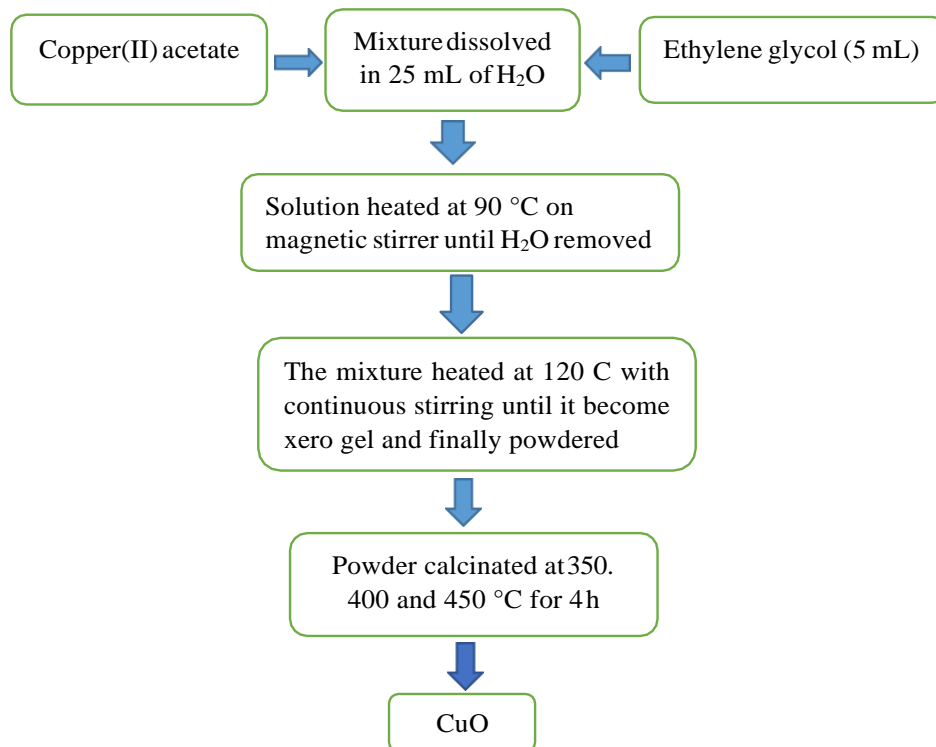 Copper(II) acetate
Mixture dissolved
in 25 mL of H₂O
Ethylene glycol (5 mL)
Solution heated at 90 °C on
magnetic stirrer until H₂O removed
The mixture heated at 120 C with
continuous stirring until it become
xero gel and finally powdered
Powder calcinated at 350.
400 and 450 °C for 4 h
CuO